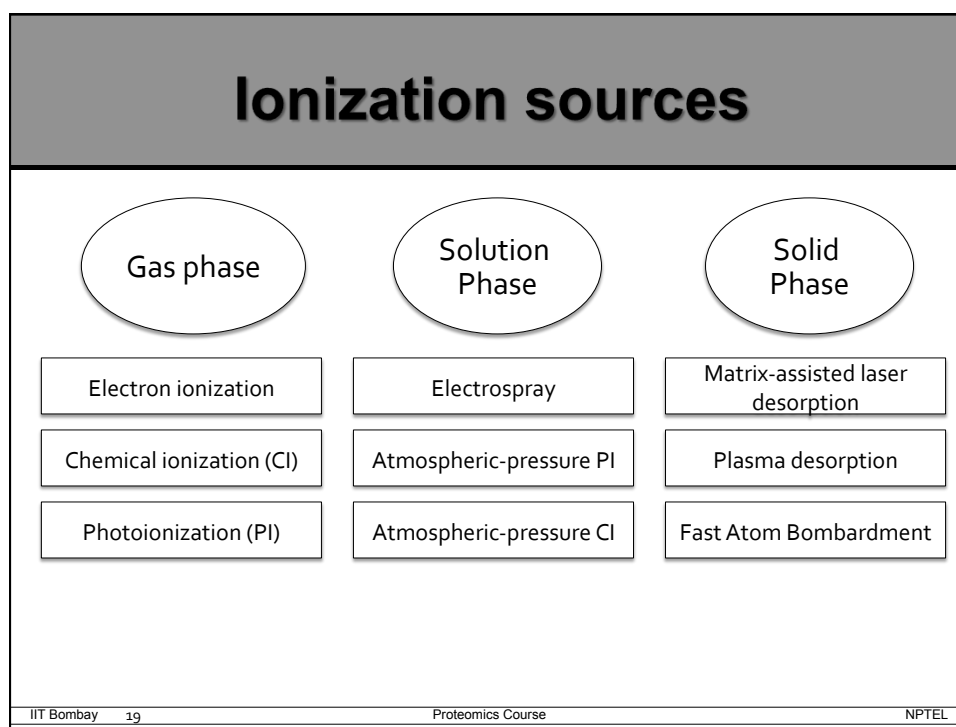 Ionization sources
Gas phase
Solution
Phase
Solid
Phase
Electron ionization
Electrospray
Matrix-assisted laser
desorption
Chemical ionization (CI)
Atmospheric-pressure PI
Plasma desorption
Photoionization (PI)
Atmospheric-pressure CI
Fast Atom Bombardment
IIT Bombay 19 Proteomics Course NPTEL